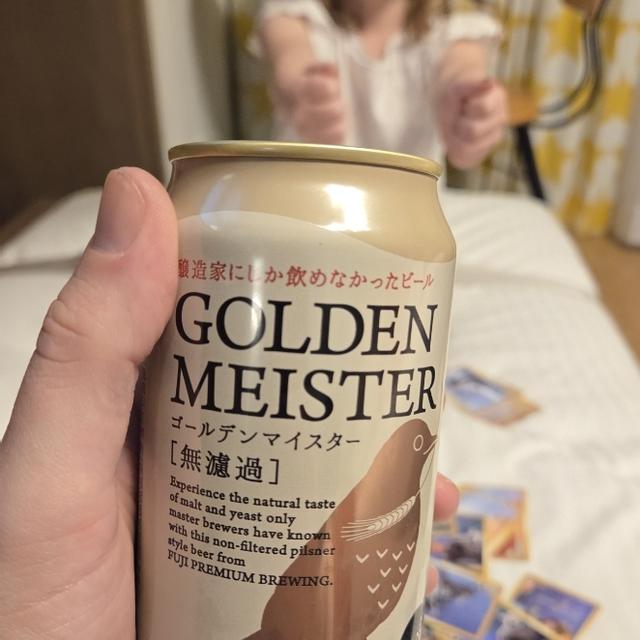 醸造家にしか飲めなかったビール
GOLDEN
MEISTER
ゴールデンマイスター
[無濾過]
Experience the natural taste
of malt and yeast only
master brewers have known
with this non-filtered pilsner
style beer from
FUJI PREMIUM BREWING.